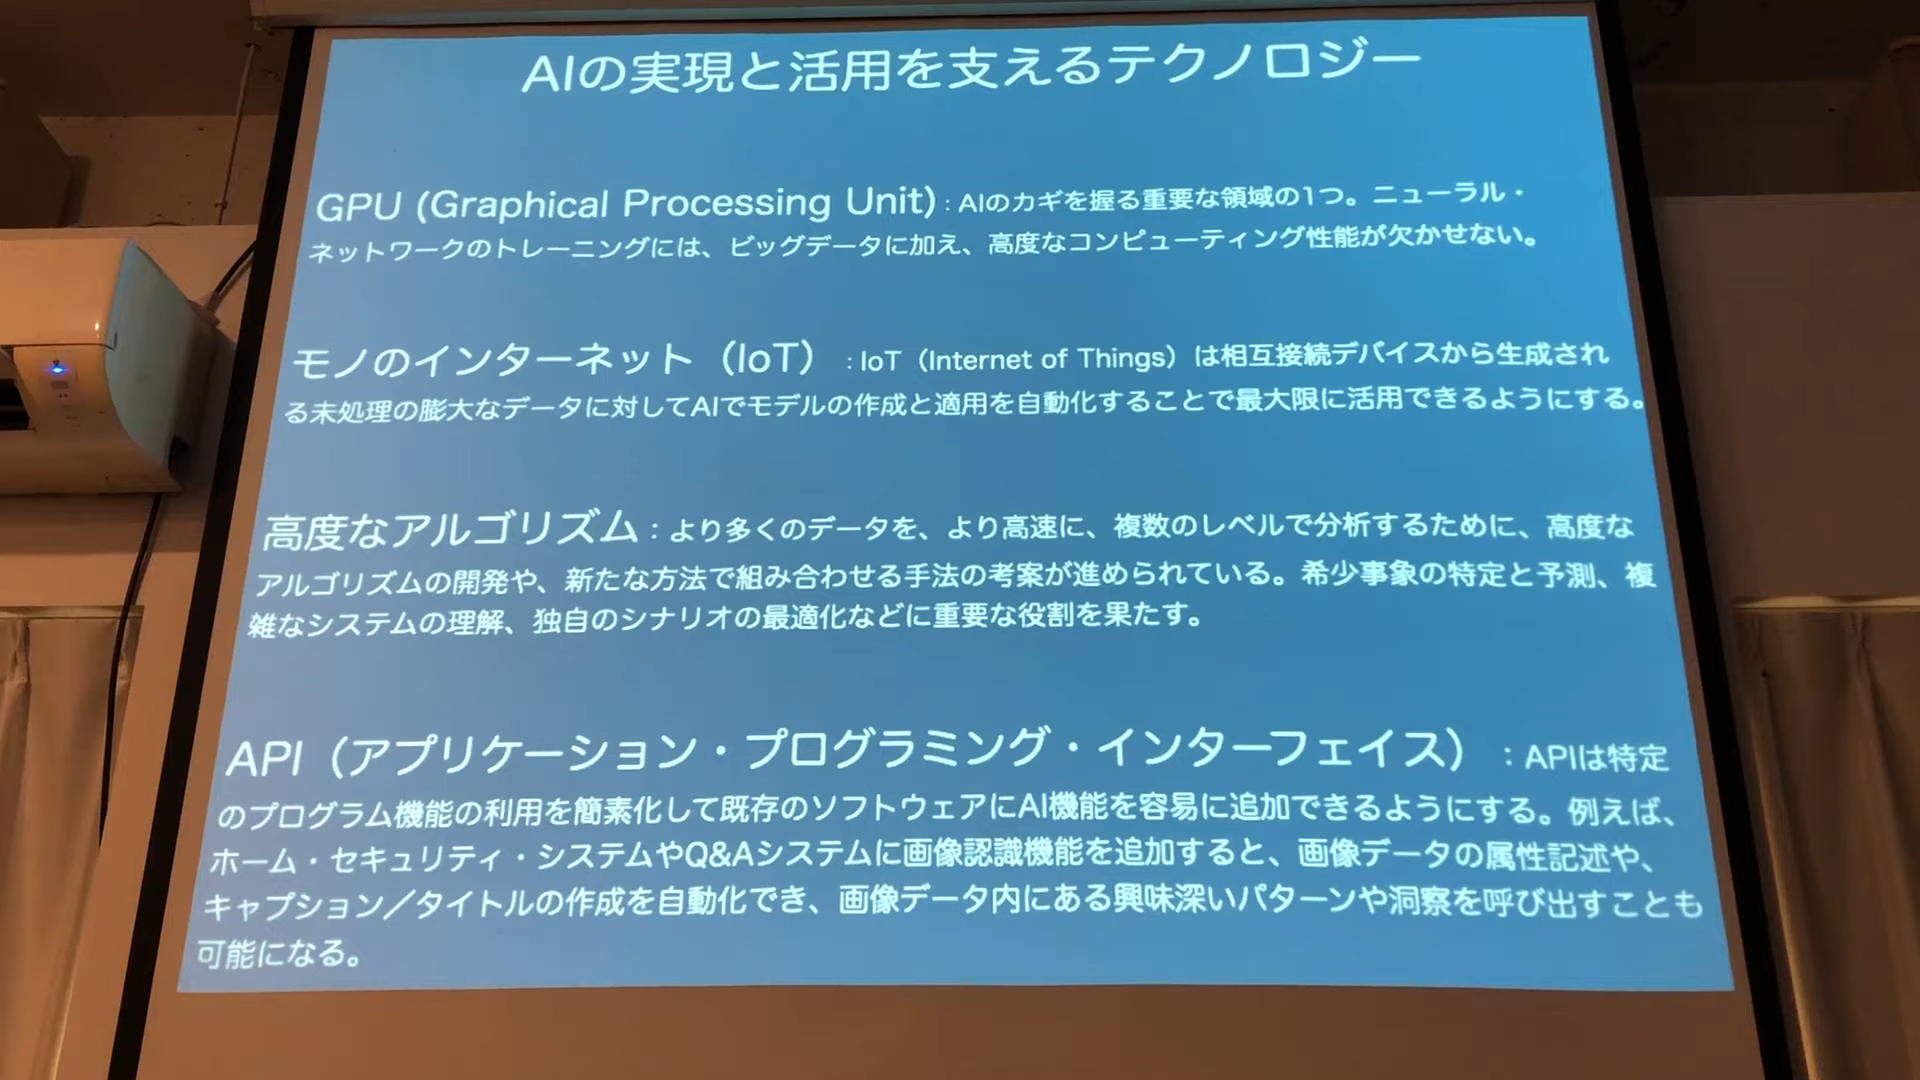 AIの実現と活用を支えるテクノロジー
GPU (Graphical Processing Unit) : AIのカギを握る重要な領域の1つ。ニューラル・
ネットワークのトレーニングには、ビッグデータに加え、高度なコンピューティング性能が欠かせない。
モノのインターネット（IoT） : IoT（Internet of Things）は相互接続デバイスから生成され
る未処理の膨大なデータに対してAIでモデルの作成と適用を自動化することで最大限に活用できるようにする。
高度なアルゴリズム：より多くのデータを、より高速に、複数のレベルで分析するために、高度な
アルゴリズムの開発や、新たな方法で組み合わせる手法の考案が進められている。希少事象の特定と予測、複
雑なシステムの理解、独自のシナリオの最適化などに重要な役割を果たす。
API（アプリケーション・プログラミング・インターフェイス） ：APIは特定
のプログラム機能の利用を簡素化して既存のソフトウェアにAI機能を容易に追加できるようにする。例えば、
ホーム・セキュリティ・システムやQ&Aシステムに画像認識機能を追加すると、画像データの属性記述や、
キャプション／タイトルの作成を自動化でき、画像データ内にある興味深いパターンや洞察を呼び出すことも
可能になる。